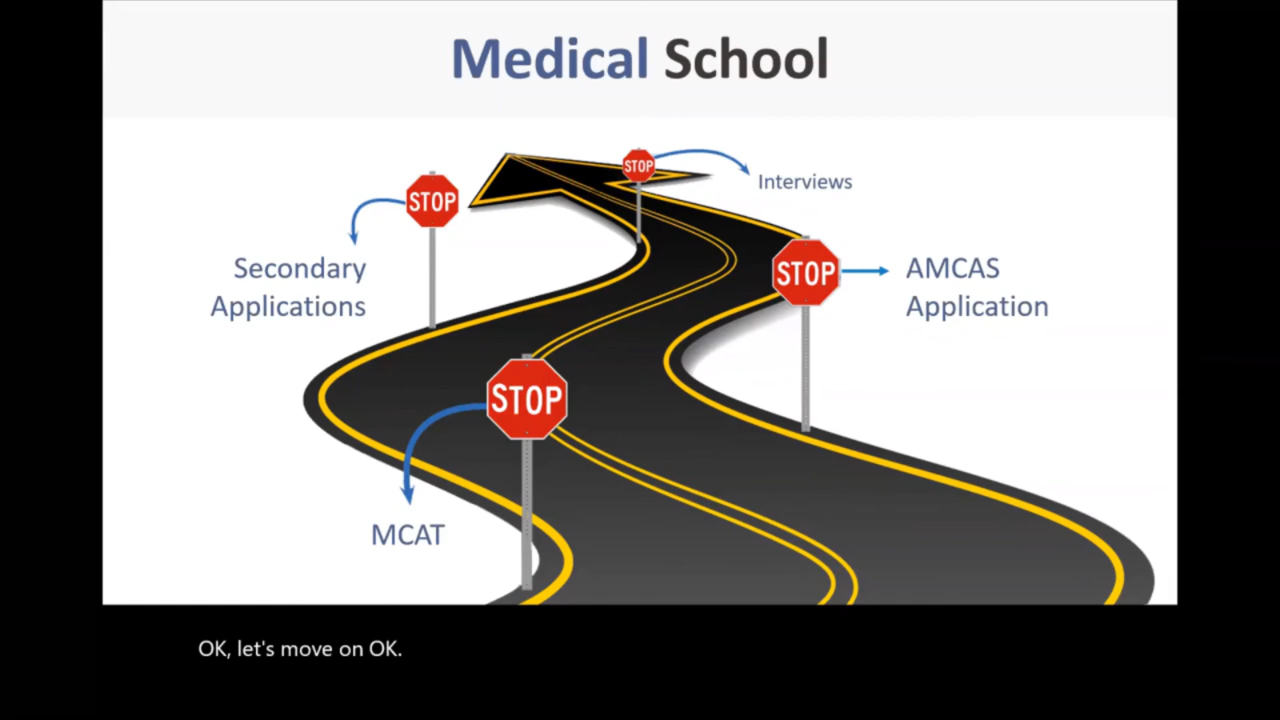 Medical School
STOP
Interviews
STOP
Secondary
Applications
STOP
AMCAS
Application
STOP
MCAT
OK, let's move on OK.